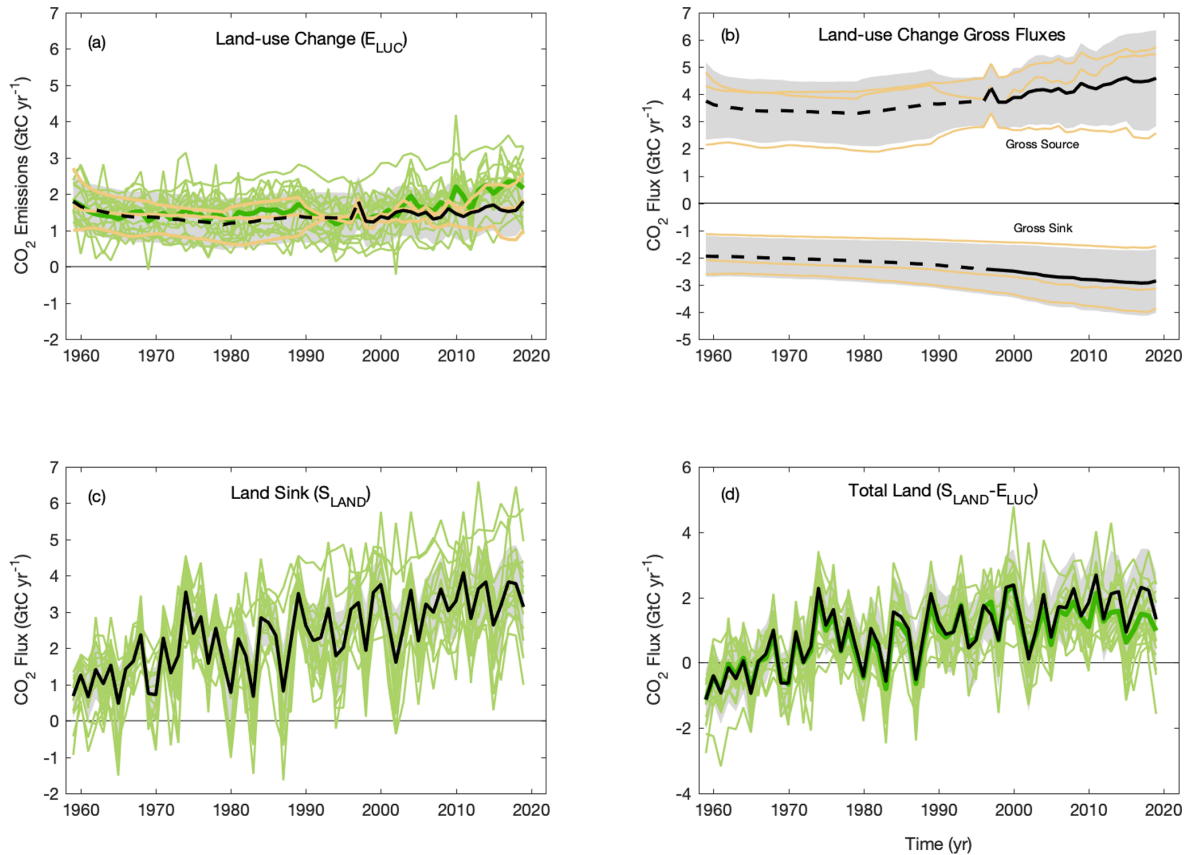 (a)
Land-use Change (E_LUC)
CO2 Emissions (GtC yr-1)
7
6
5
4
3
2
1
0
-1
-2
1960 1970 1980 1990 2000 2010 2020
(b)
Land-use Change Gross Fluxes
CO2 Flux (GtC yr-1)
7
6
5
4
3
2
1
0
-1
-2
-3
-4
-5
Gross Source
Gross Sink
1960 1970 1980 1990 2000 2010 2020
(c)
Land Sink (S_LAND)
CO2 Flux (GtC yr-1)
7
6
5
4
3
2
1
0
-1
-2
1960 1970 1980 1990 2000 2010 2020
(d)
Total Land (S_LAND-E_LUC)
CO2 Flux (GtC yr-1)
6
4
2
0
-2
-4
1960 1970 1980 1990 2000 2010 2020
Time (yr)